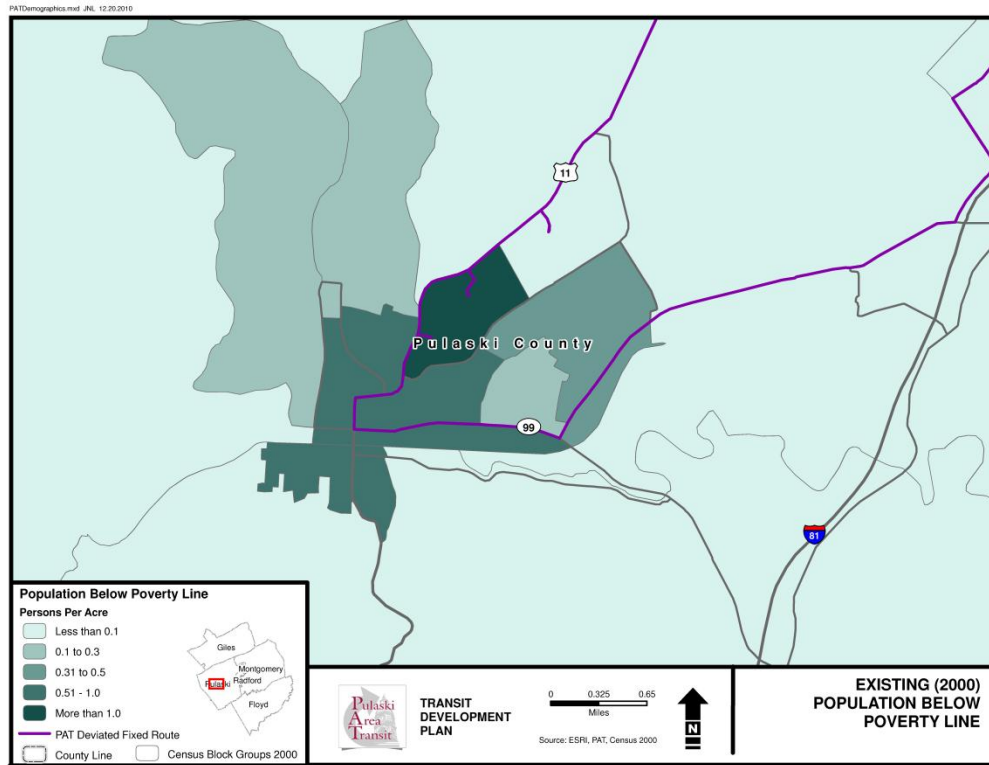 PATDemographics.mxd JNL 12.20.2010
11
Pulaski County
99
81
Population Below Poverty Line
Persons Per Acre
Less than 0.1
0.1 to 0.3
0.31 to 0.5
0.51 - 1.0
More than 1.0
PAT Deviated Fixed Route
County Line
Census Block Groups 2000
Giles
Montgomery
Pulaski
Radford
Floyd
Pulaski
Area
Transit
TRANSIT
DEVELOPMENT
PLAN
0 0.325 0.65
Miles
Source: ESRI, PAT, Census 2000
N
EXISTING (2000)
POPULATION BELOW
POVERTY LINE